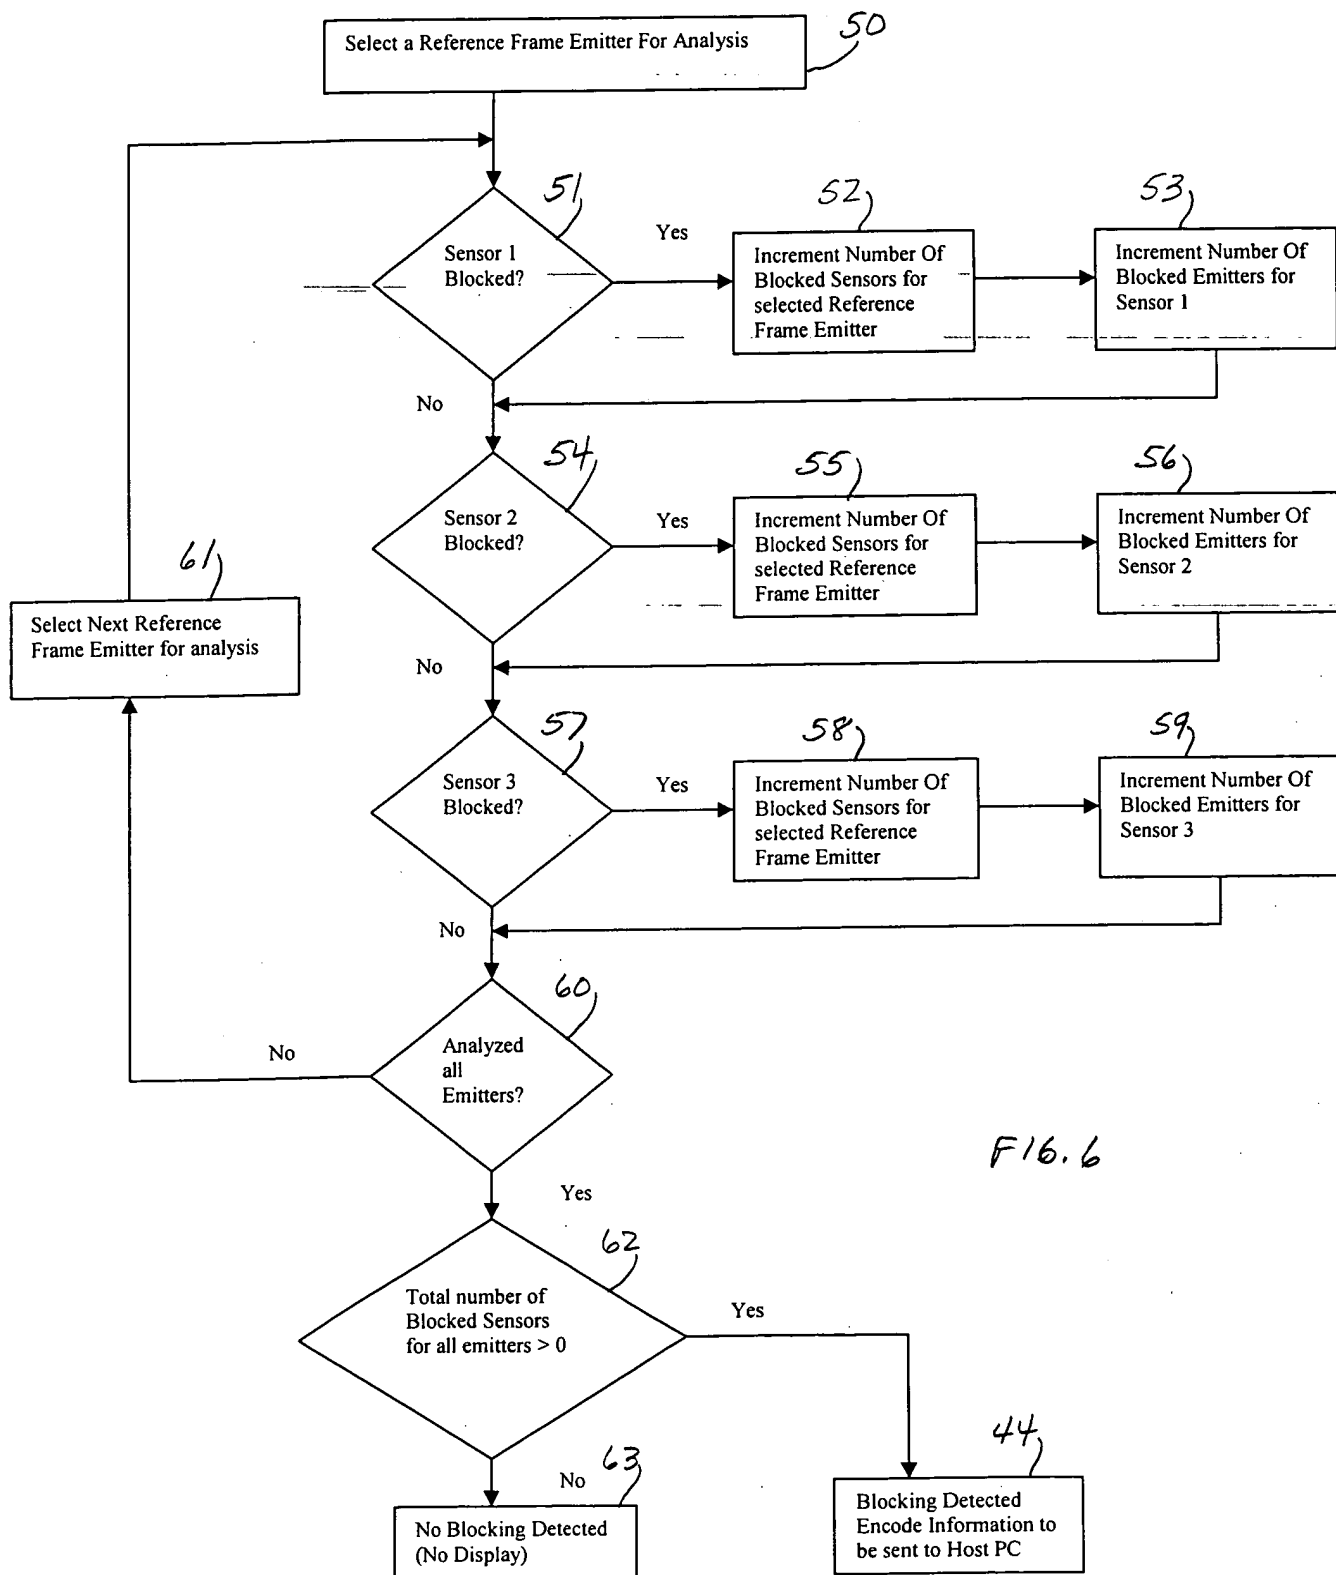 Select a Reference Frame Emitter For Analysis
50
51
Sensor 1
Blocked?
Yes
52
Increment Number Of
Blocked Sensors for
selected Reference
Frame Emitter
53
Increment Number Of
Blocked Emitters for
Sensor 1
No
54
Sensor 2
Blocked?
Yes
55
Increment Number Of
Blocked Sensors for
selected Reference
Frame Emitter
56
Increment Number Of
Blocked Emitters for
Sensor 2
61
Select Next Reference
Frame Emitter for analysis
No
57
Sensor 3
Blocked?
Yes
58
Increment Number Of
Blocked Sensors for
selected Reference
Frame Emitter
59
Increment Number Of
Blocked Emitters for
Sensor 3
No
60
Analyzed
all
Emitters?
No
Yes
FIG. 6
62
Total number of
Blocked Sensors
for all emitters > 0
Yes
No
63
No Blocking Detected
(No Display)
44
Blocking Detected
Encode Information to
be sent to Host PC